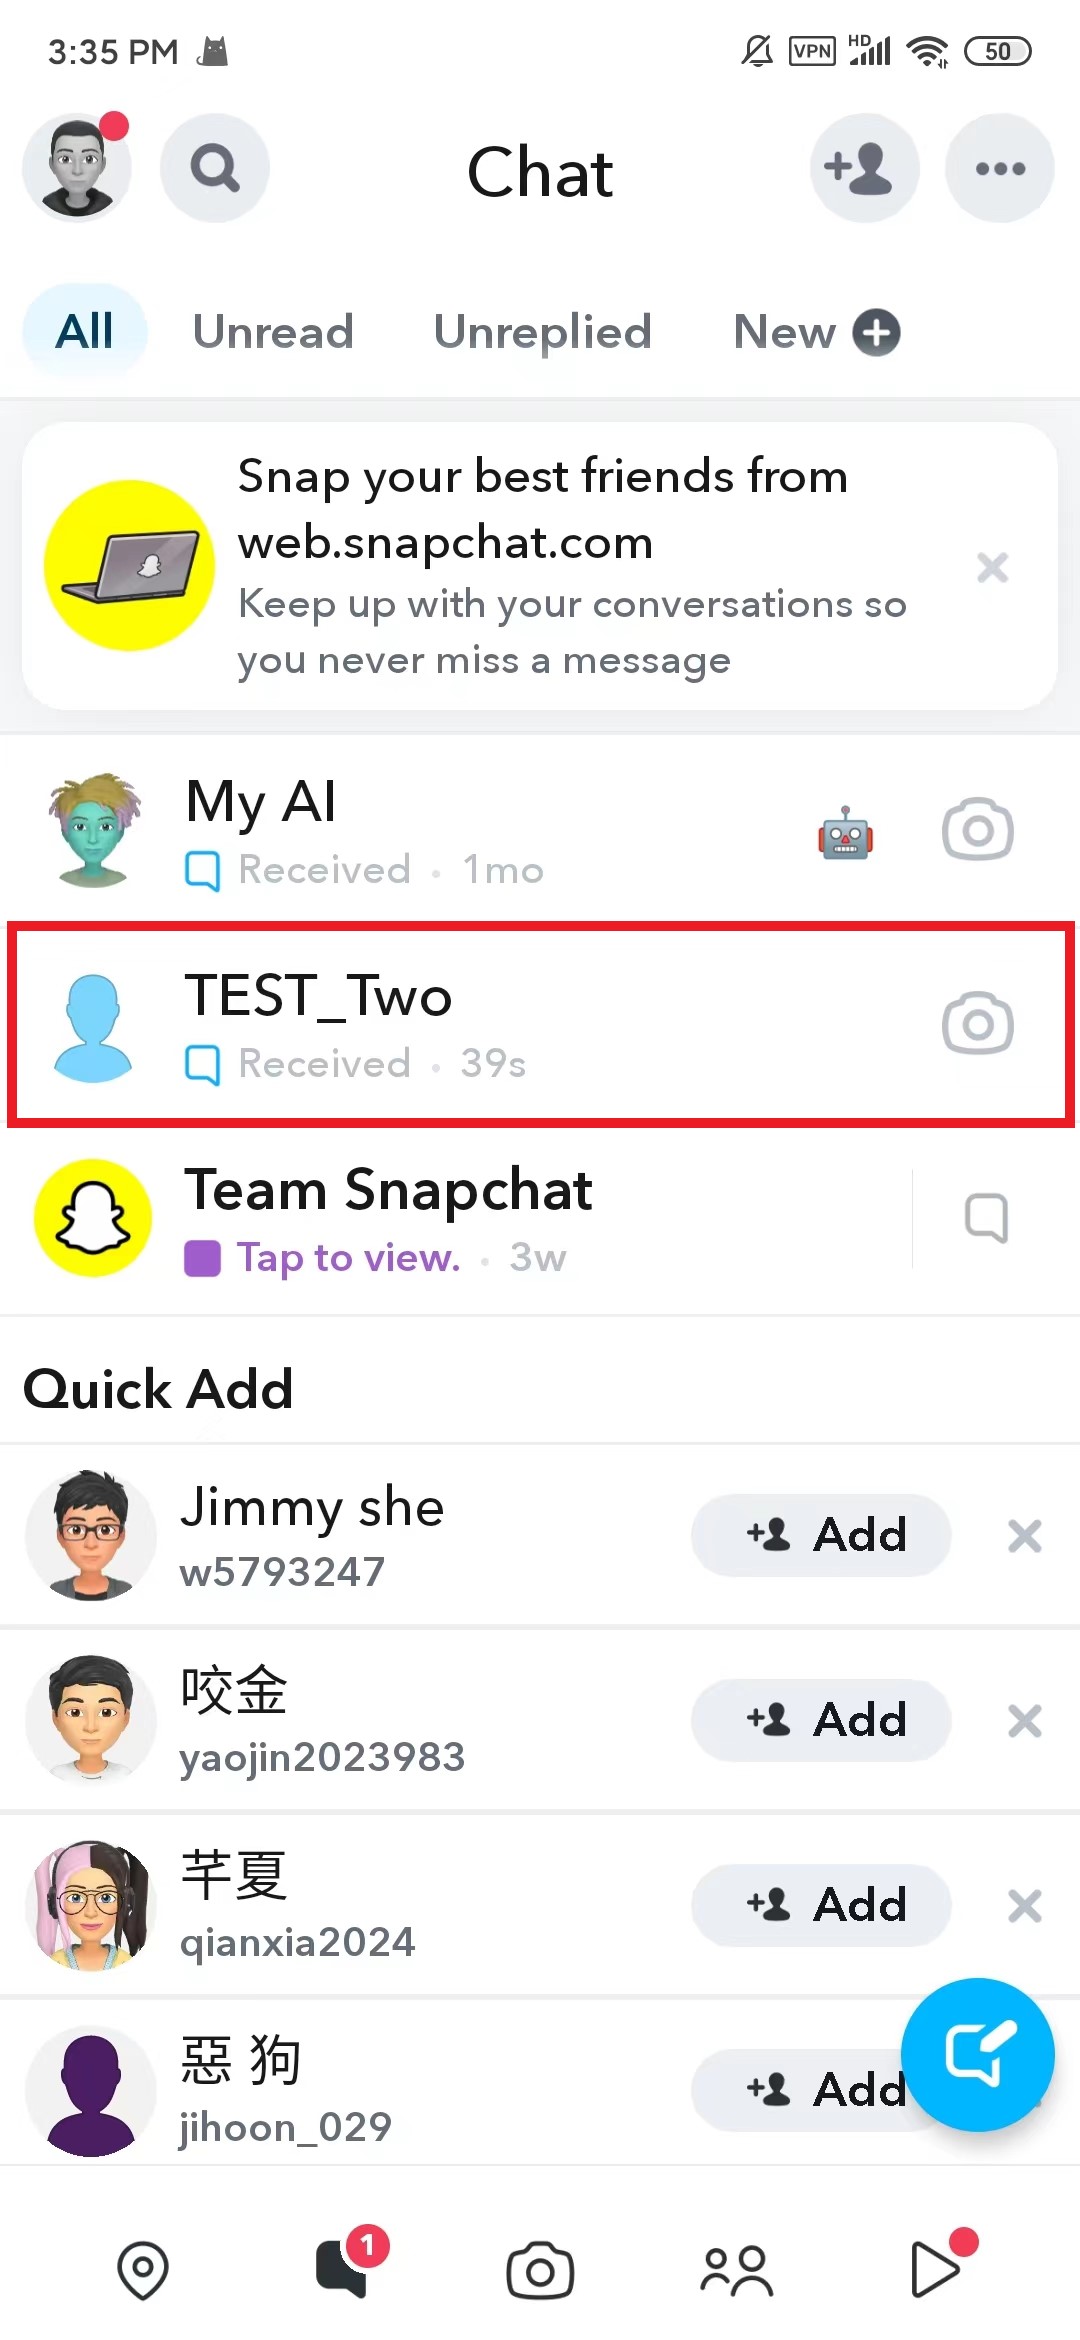 3:35 PM VPN HD 50
Chat
All Unread Unreplied New
Snap your best friends from
web.snapchat.com
Keep up with your conversations so
you never miss a message
My AI
Received · 1mo
TEST_Two
Received · 39s
Team Snapchat
Tap to view. · 3w
Quick Add
Jimmy she
w5793247
Add
咬金
yaojin2023983
Add
芊夏
qianxia2024
Add
惡 狗
jihoon_029
Add
1